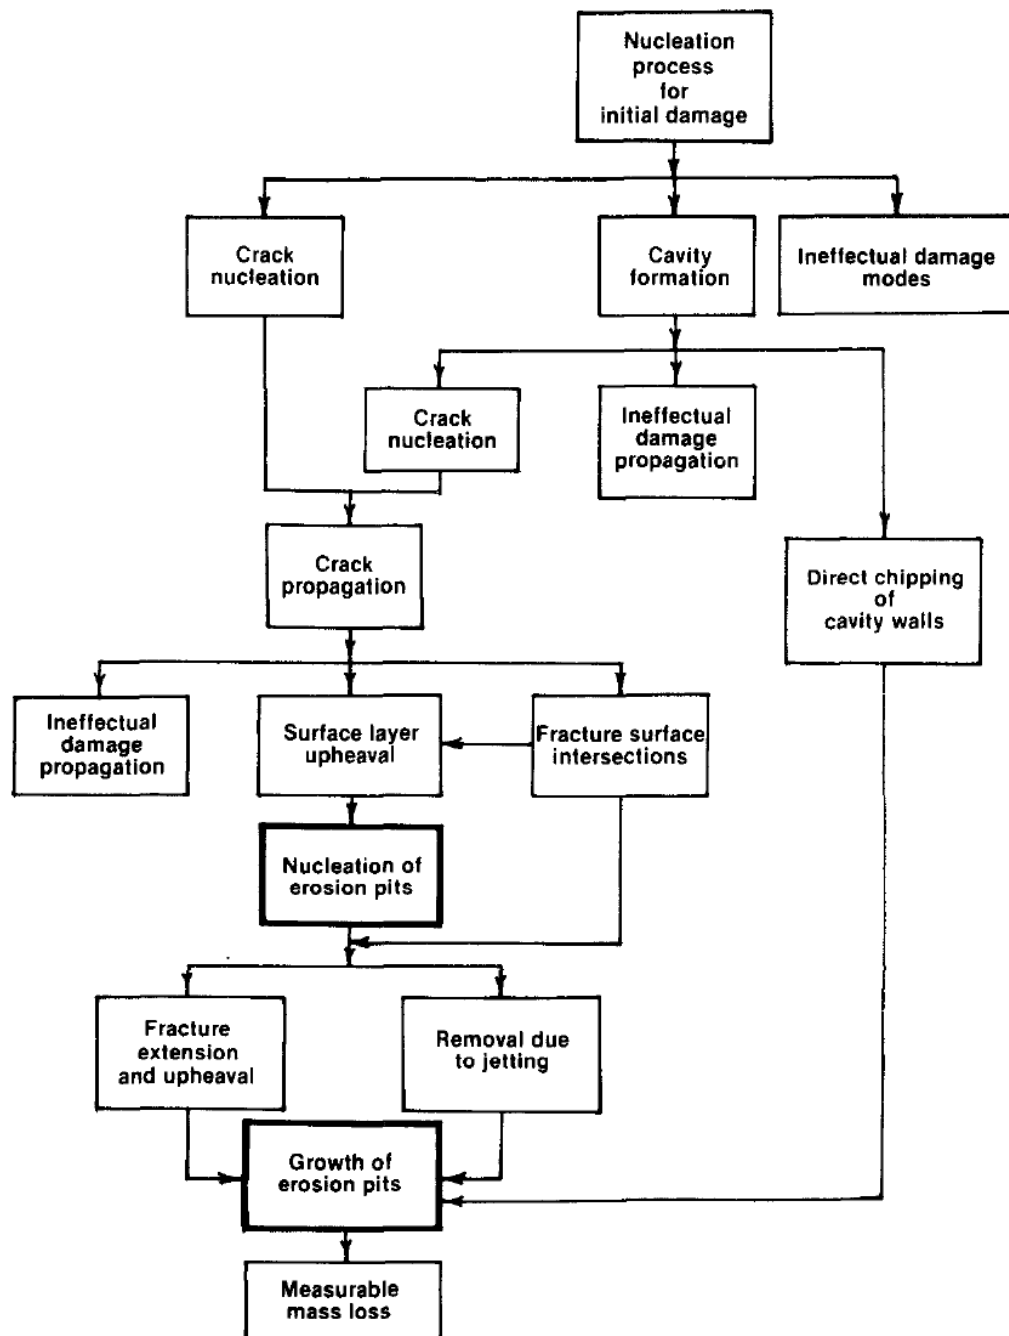 Nucleation
process
for
initial damage
Crack
nucleation
Cavity
formation
Ineffectual damage
modes
Crack
nucleation
Ineffectual
damage
propagation
Crack
propagation
Direct chipping
of
cavity walls
Ineffectual
damage
propagation
Surface layer
upheaval
Fracture surface
intersections
Nucleation of
erosion pits
Fracture
extension
and upheaval
Removal due
to jetting
Growth of
erosion pits
Measurable
mass loss